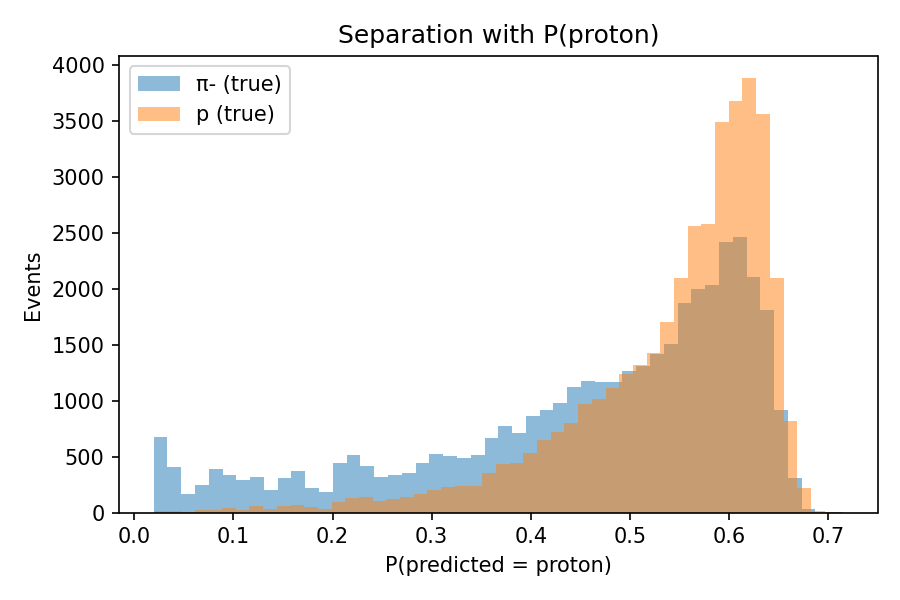 Separation with P(proton)
π- (true)
p (true)
Events
4000
3500
3000
2500
2000
1500
1000
500
0
0.0 0.1 0.2 0.3 0.4 0.5 0.6 0.7
P(predicted = proton)